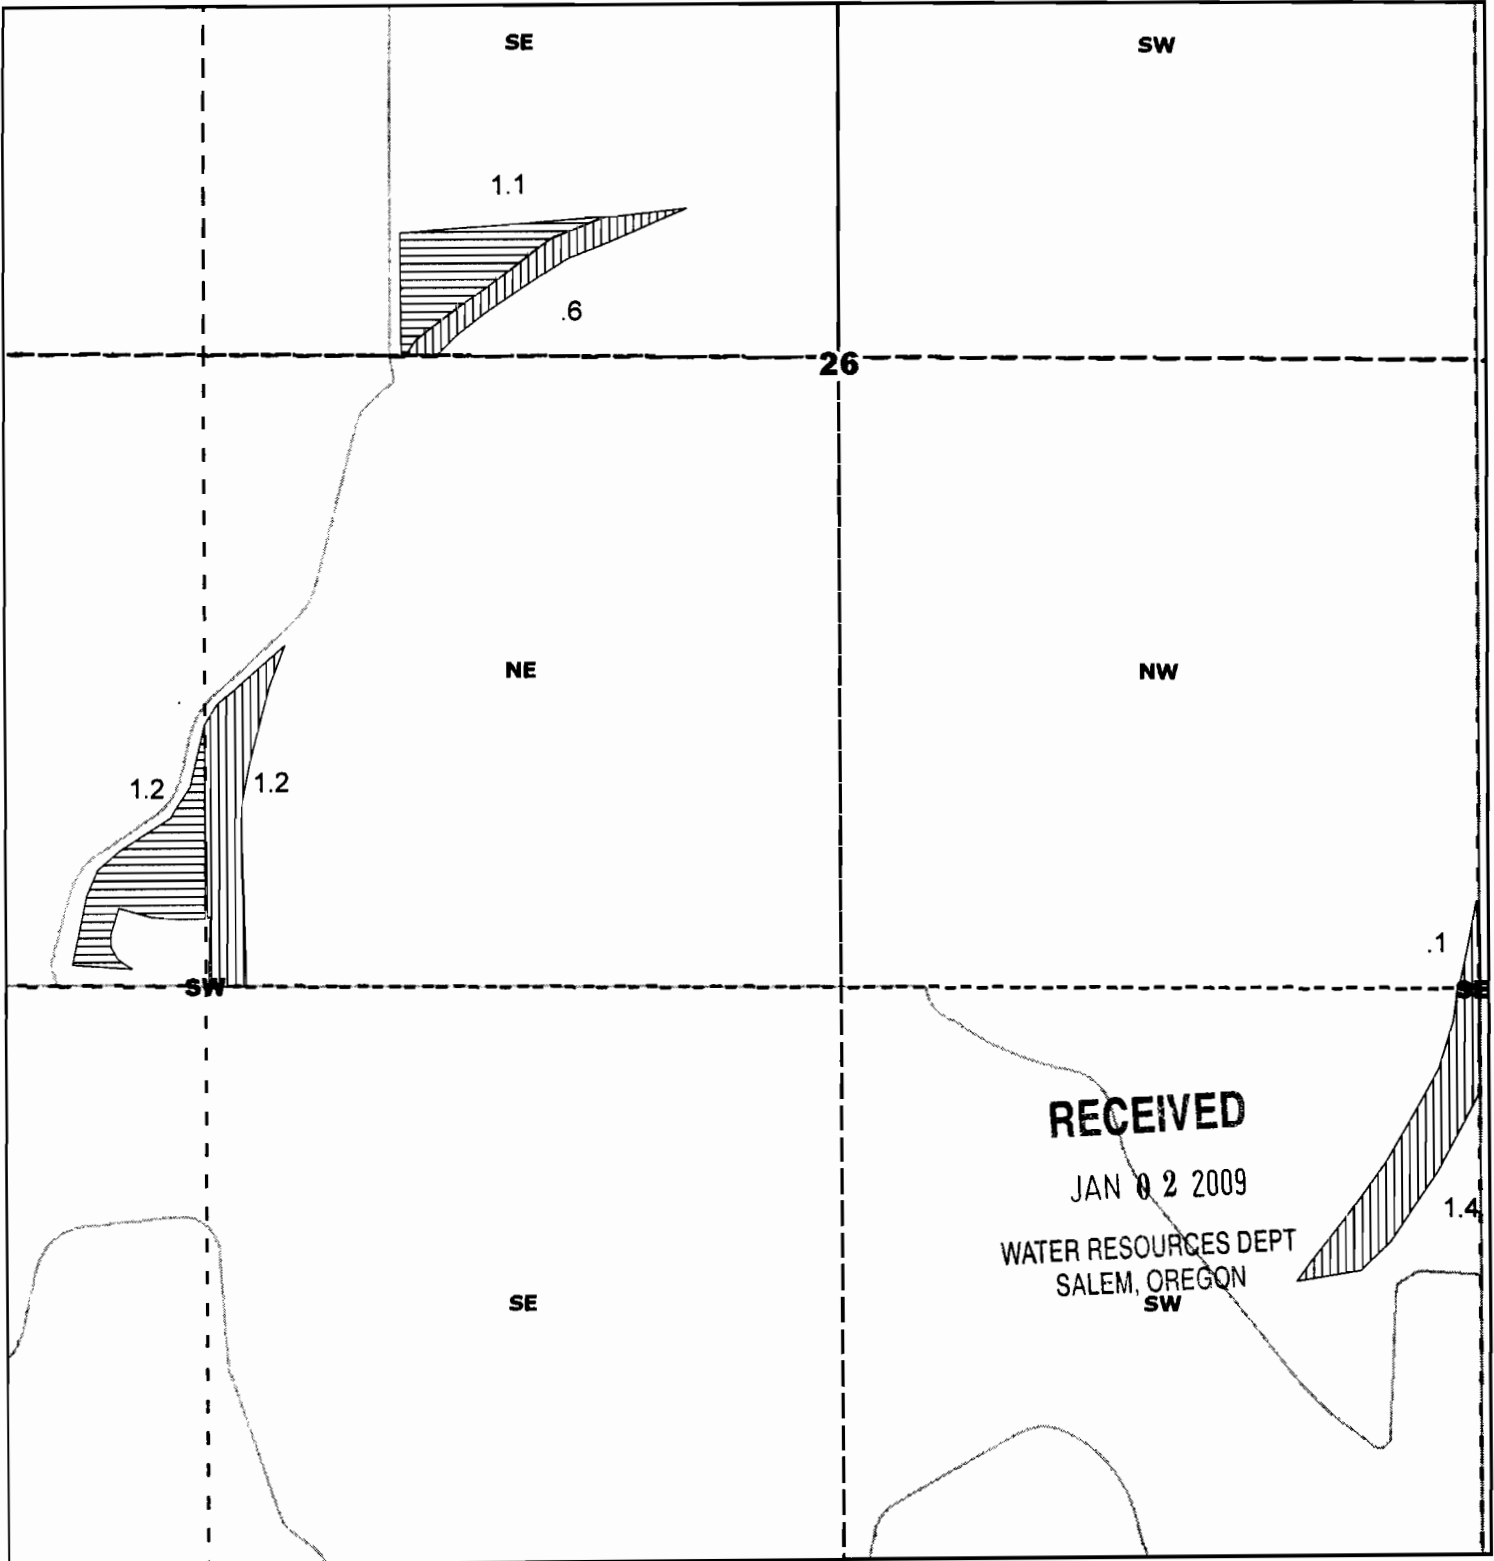 SE
SW
1.1
.6
26
NE
NW
1.2
1.2
.1
SW
SE
RECEIVED
JAN 02 2009
1.4
WATER RESOURCES DEPT
SALEM, OREGON
SE
SW